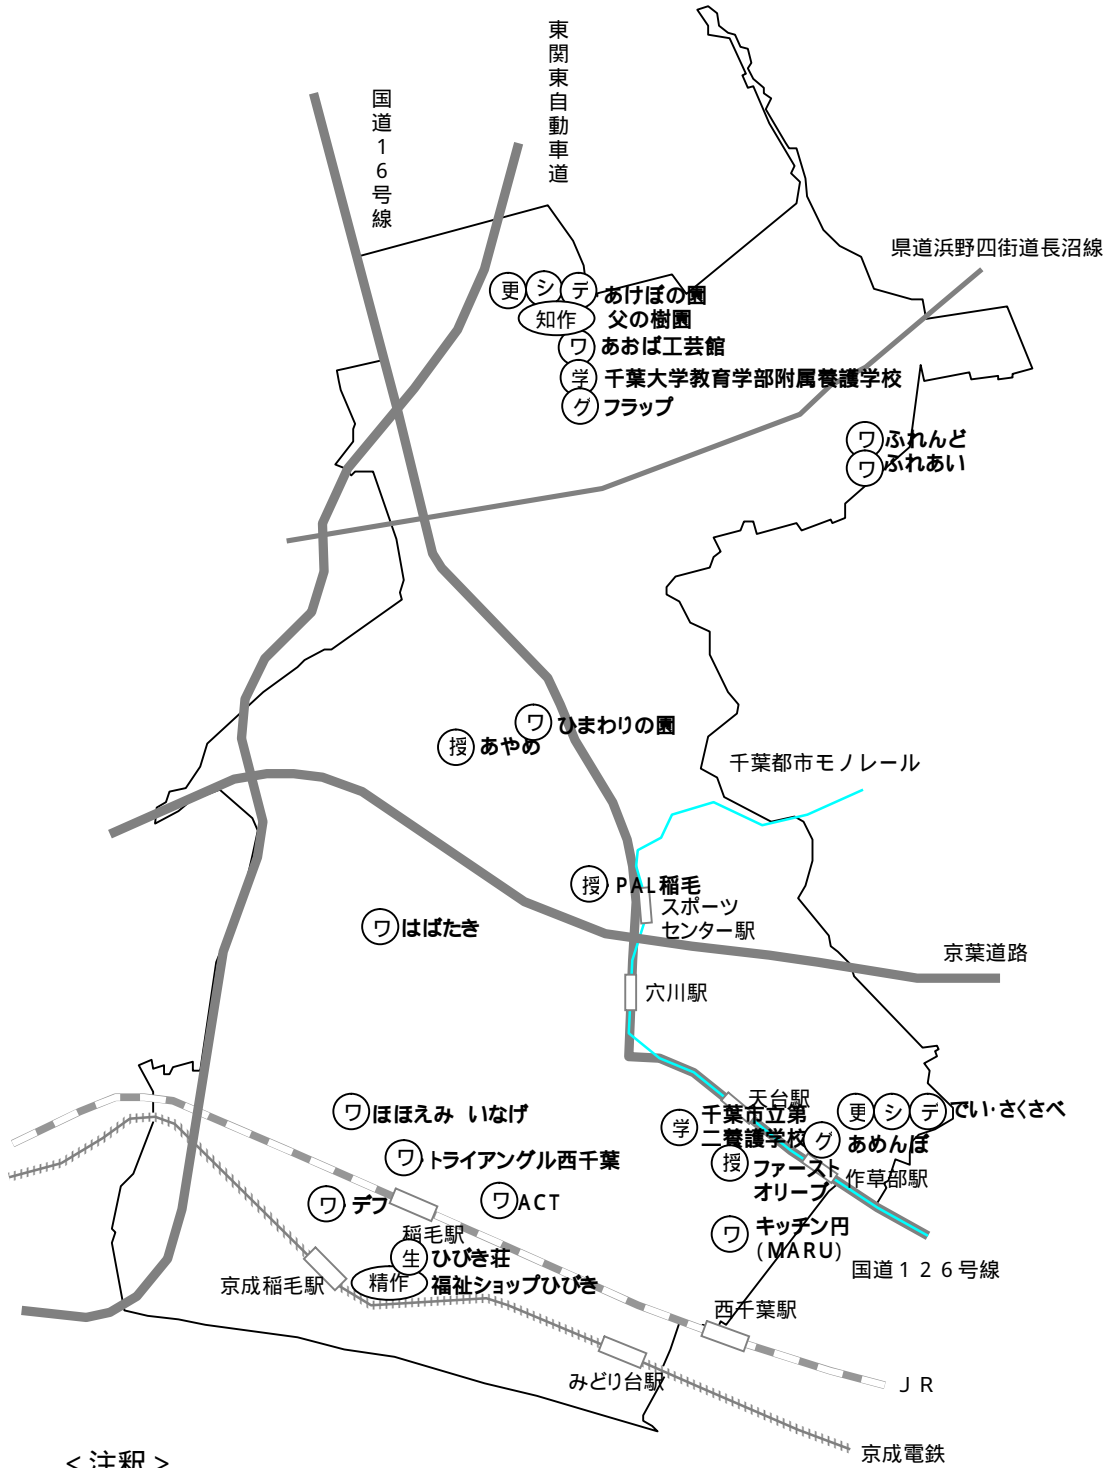 東関東自動車道
国道１６号線
県道浜野四街道長沼線
更 シ デ あけぼの園
知作 父の樹園
ワ あおば工芸館
学 千葉大学教育学部附属養護学校
グ フラップ
ワ ふれんど
ワ ふれあい
ワ ひまわりの園
授 あやめ
千葉都市モノレール
授 PAL稲毛
スポーツ
センター駅
ワ はばたき
京葉道路
穴川駅
天台駅
更 シ デ でい・さくさべ
ワ ほほえみ いなげ
学 千葉市立第
二養護学校
グ あめんぼ
ワ トライアングル西千葉
授 ファースト
オリーブ
作草部駅
ワ デフ
ワ ACT
稲毛駅
ワ キッチン円
(MARU)
生 ひびき荘
国道１２６号線
京成稲毛駅
精作 福祉ショップひびき
西千葉駅
みどり台駅
ＪＲ
京成電鉄
＜注釈＞